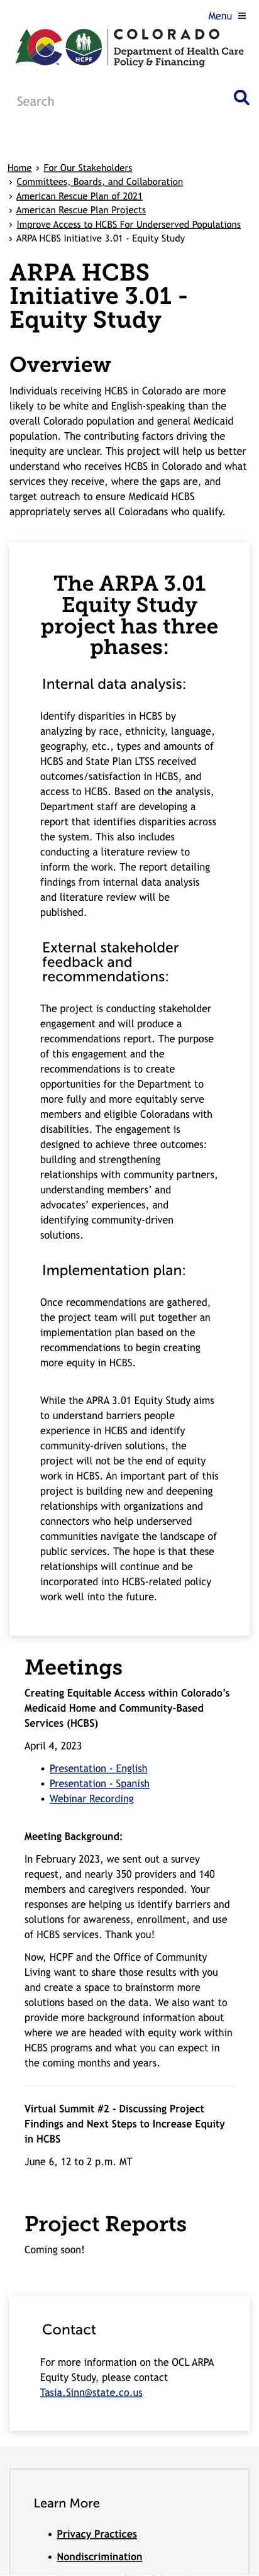 Menu ≡
COLORADO
HCPF
Department of Health Care
Policy & Financing
Search
Home › For Our Stakeholders
› Committees, Boards, and Collaboration
› American Rescue Plan of 2021
› American Rescue Plan Projects
› Improve Access to HCBS For Underserved Populations
› ARPA HCBS Initiative 3.01 - Equity Study
ARPA HCBS
Initiative 3.01 -
Equity Study
Overview
Individuals receiving HCBS in Colorado are more
likely to be white and English-speaking than the
overall Colorado population and general Medicaid
population. The contributing factors driving the
inequity are unclear. This project will help us better
understand who receives HCBS in Colorado and what
services they receive, where the gaps are, and
target outreach to ensure Medicaid HCBS
appropriately serves all Coloradans who qualify.
The ARPA 3.01
Equity Study
project has three
phases:
Internal data analysis:
Identify disparities in HCBS by
analyzing by race, ethnicity, language,
geography, etc., types and amounts of
HCBS and State Plan LTSS received
outcomes/satisfaction in HCBS, and
access to HCBS. Based on the analysis,
Department staff are developing a
report that identifies disparities across
the system. This also includes
conducting a literature review to
inform the work. The report detailing
findings from internal data analysis
and literature review will be
published.
External stakeholder
feedback and
recommendations:
The project is conducting stakeholder
engagement and will produce a
recommendations report. The purpose
of this engagement and the
recommendations is to create
opportunities for the Department to
more fully and more equitably serve
members and eligible Coloradans with
disabilities. The engagement is
designed to achieve three outcomes:
building and strengthening
relationships with community partners,
understanding members’ and
advocates’ experiences, and
identifying community-driven
solutions.
Implementation plan:
Once recommendations are gathered,
the project team will put together an
implementation plan based on the
recommendations to begin creating
more equity in HCBS.
While the APRA 3.01 Equity Study aims
to understand barriers people
experience in HCBS and identify
community-driven solutions, the
project will not be the end of equity
work in HCBS. An important part of this
project is building new and deepening
relationships with organizations and
connectors who help underserved
communities navigate the landscape of
public services. The hope is that these
relationships will continue and be
incorporated into HCBS-related policy
work well into the future.
Meetings
Creating Equitable Access within Colorado’s
Medicaid Home and Community-Based
Services (HCBS)
April 4, 2023
• Presentation - English
• Presentation - Spanish
• Webinar Recording
Meeting Background:
In February 2023, we sent out a survey
request, and nearly 350 providers and 140
members and caregivers responded. Your
responses are helping us identify barriers and
solutions for awareness, enrollment, and use
of HCBS services. Thank you!
Now, HCPF and the Office of Community
Living want to share those results with you
and create a space to brainstorm more
solutions based on the data. We also want to
provide more background information about
where we are headed with equity work within
HCBS programs and what you can expect in
the coming months and years.
Virtual Summit #2 - Discussing Project
Findings and Next Steps to Increase Equity
in HCBS
June 6, 12 to 2 p.m. MT
Project Reports
Coming soon!
Contact
For more information on the OCL ARPA
Equity Study, please contact
Tasia.Sinn@state.co.us
Learn More
• Privacy Practices
• Nondiscrimination